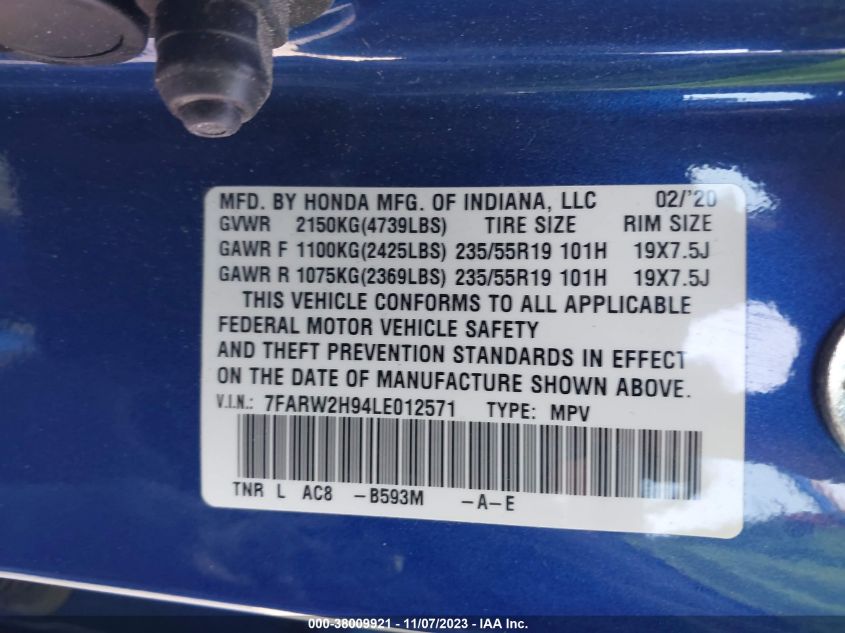 MFD. BY HONDA MFG. OF INDIANA, LLC 02/'20
GVWR 2150KG(4739LBS) TIRE SIZE RIM SIZE
GAWR F 1100KG(2425LBS) 235/55R19 101H 19X7.5J
GAWR R 1075KG(2369LBS) 235/55R19 101H 19X7.5J
THIS VEHICLE CONFORMS TO ALL APPLICABLE
FEDERAL MOTOR VEHICLE SAFETY
AND THEFT PREVENTION STANDARDS IN EFFECT
ON THE DATE OF MANUFACTURE SHOWN ABOVE.
V.I.N.: 7FARW2H94LE012571 TYPE: MPV
TNR L AC8 -B593M -A-E
000-38009921 - 11/07/2023 - IAA Inc.